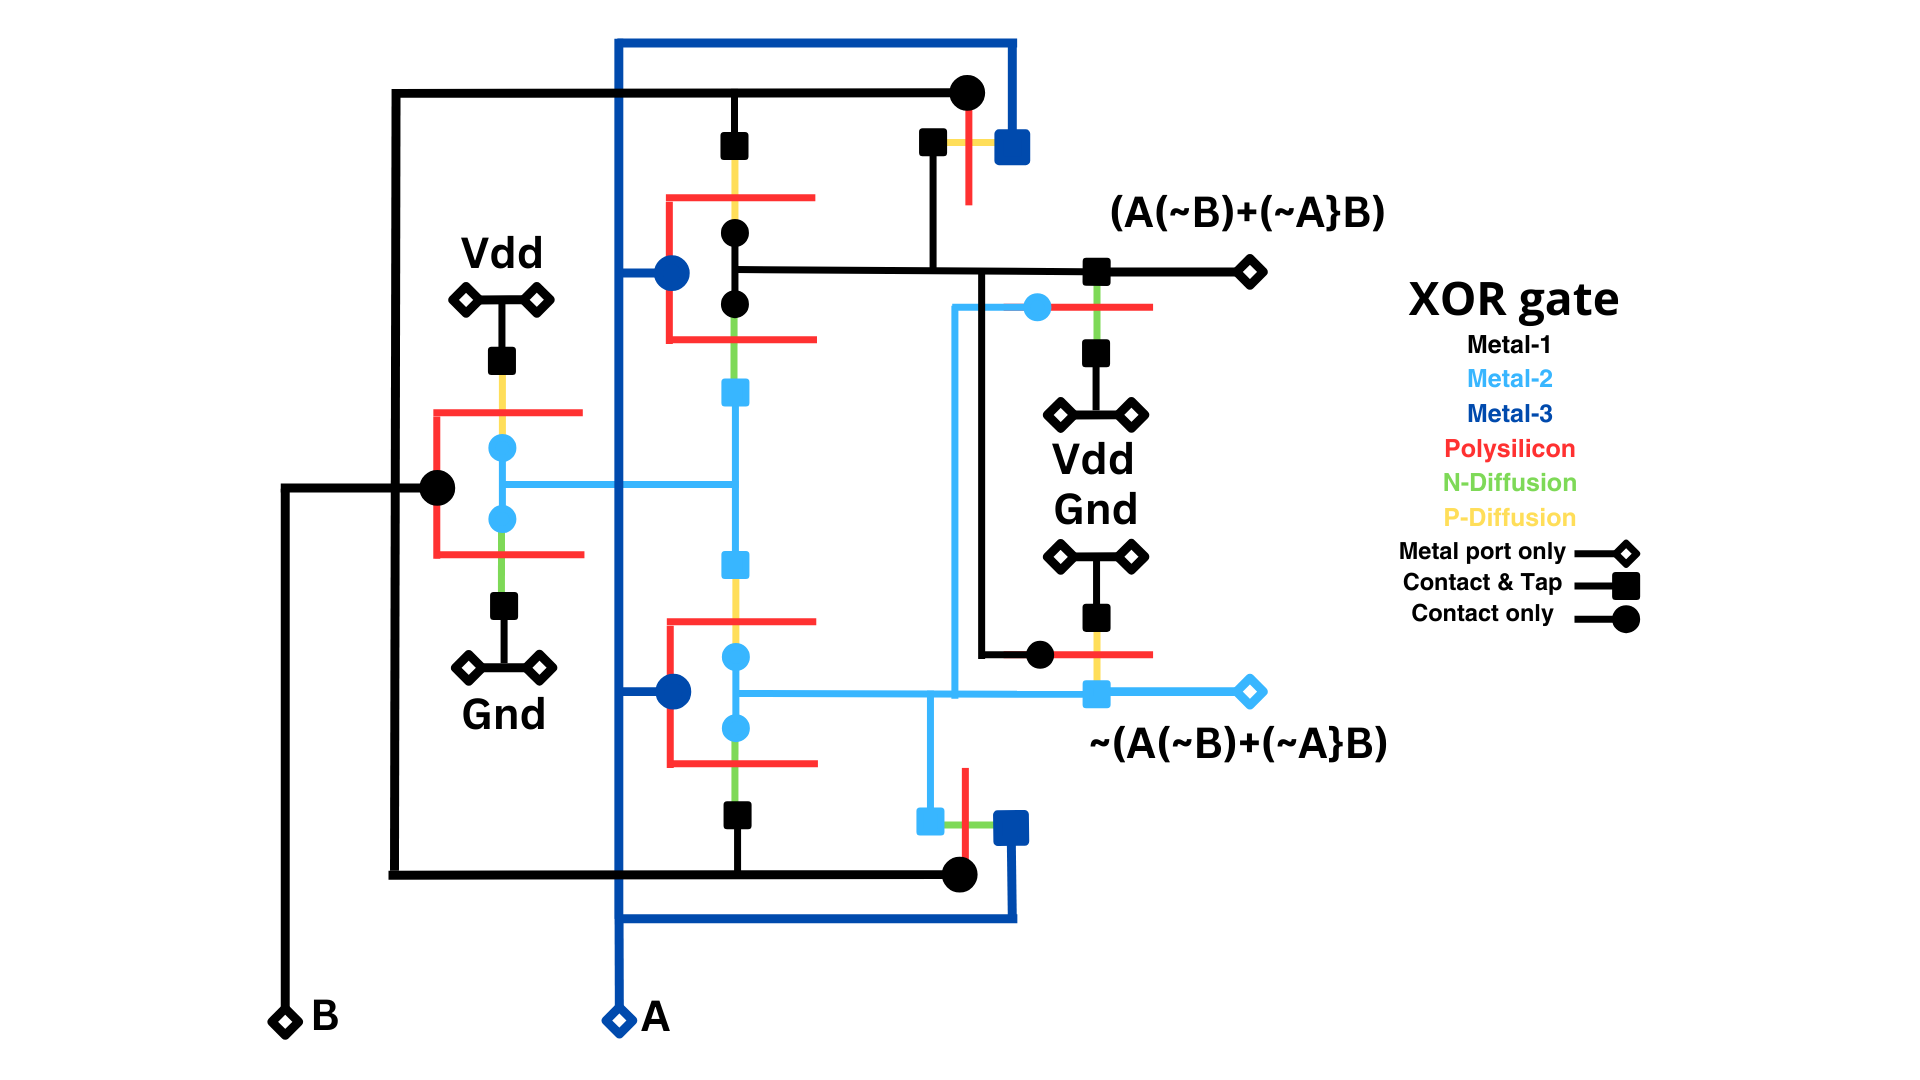 (A(~B)+(~A}B)
Vdd
Vdd
Gnd
Gnd
~(A(~B)+(~A}B)
B
A
XOR gate
Metal-1
Metal-2
Metal-3
Polysilicon
N-Diffusion
P-Diffusion
Metal port only
Contact & Tap
Contact only